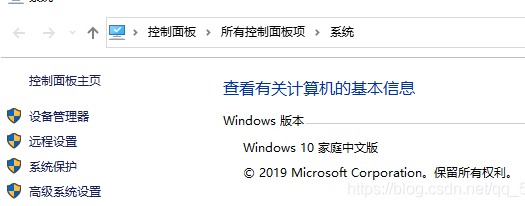 控制面板 > 所有控制面板项 > 系统
控制面板主页
设备管理器
远程设置
系统保护
高级系统设置
查看有关计算机的基本信息
Windows 版本
Windows 10 家庭中文版
© 2019 Microsoft Corporation。保留所有权利。
https://blog.csdn.net/qq_5